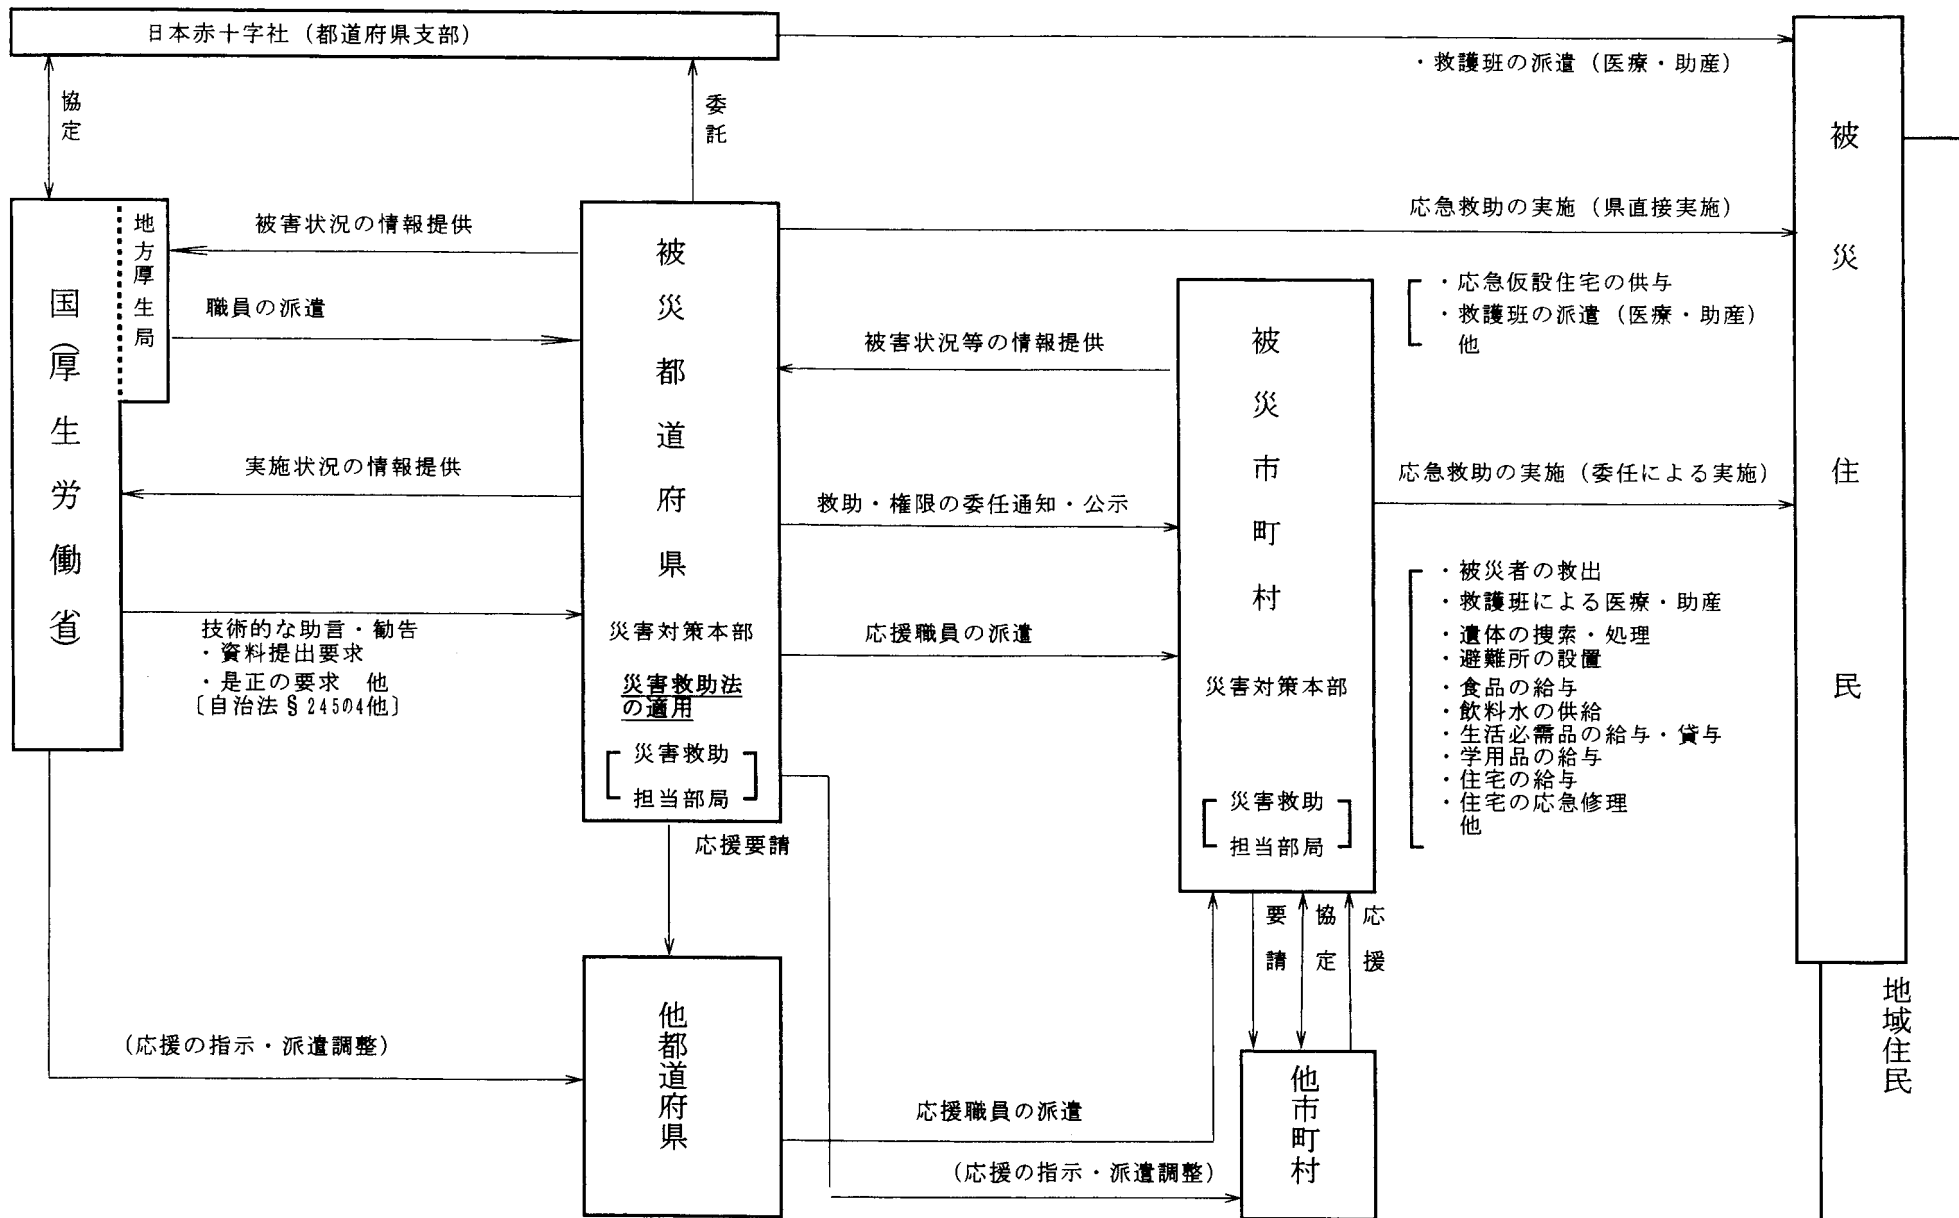 日本赤十字社（都道府県支部）
・救護班の派遣（医療・助産）
協定
委託
国（厚生労働省）
地方厚生局
被害状況の情報提供
職員の派遣
実施状況の情報提供
技術的な助言・勧告
・資料提出要求
・是正の要求　他
〔自治法§24504他〕
被災都道府県
災害対策本部
災害救助法
の適用
災害救助
担当部局
応急救助の実施（県直接実施）
・応急仮設住宅の供与
・救護班の派遣（医療・助産）
他
被害状況等の情報提供
救助・権限の委任通知・公示
応援職員の派遣
被災市町村
災害対策本部
災害救助
担当部局
応急救助の実施（委任による実施）
・被災者の救出
・救護班による医療・助産
・遺体の捜索・処理
・避難所の設置
・食品の給与
・飲料水の供給
・生活必需品の給与・貸与
・学用品の給与
・住宅の給与
・住宅の応急修理
他
被災住民
地域住民
応援要請
要請
協定
応援
(応援の指示・派遣調整)
他都道府県
応援職員の派遣
(応援の指示・派遣調整)
他市町村